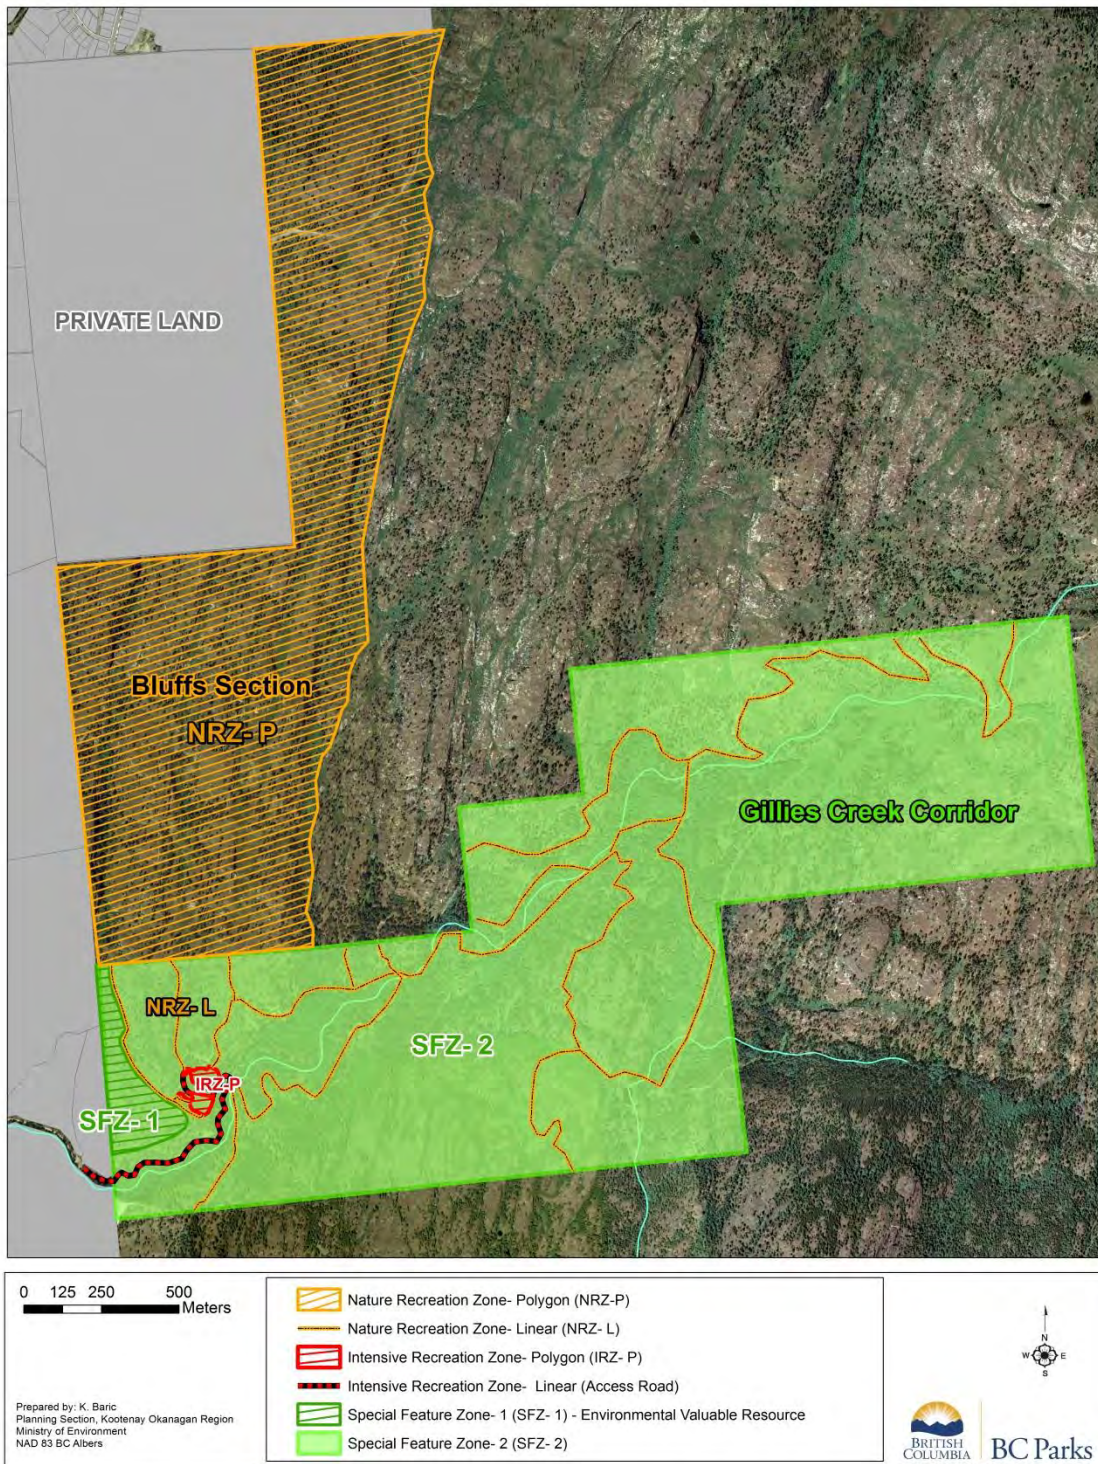 PRIVATE LAND
Bluffs Section
NRZ- P
Gillies Creek Corridor
NRZ- L
SFZ- 2
IRZ-P
SFZ- 1
0 125 250 500
Meters
Prepared by: K. Baric
Planning Section, Kootenay Okanagan Region
Ministry of Environment
NAD 83 BC Albers
Nature Recreation Zone- Polygon (NRZ-P)
Nature Recreation Zone- Linear (NRZ- L)
Intensive Recreation Zone- Polygon (IRZ- P)
Intensive Recreation Zone- Linear (Access Road)
Special Feature Zone- 1 (SFZ- 1) - Environmental Valuable Resource
Special Feature Zone- 2 (SFZ- 2)
N
W E
S
BRITISH
COLUMBIA
BC Parks